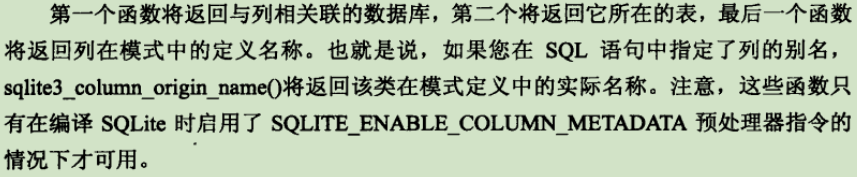 第一个函数将返回与列相关联的数据库，第二个将返回它所在的表，最后一个函数
将返回列在模式中的定义名称。也就是说，如果您在 SQL 语句中指定了列的别名，
sqlite3_column_origin_name()将返回该类在模式定义中的实际名称。注意，这些函数只
有在编译 SQLite 时启用了 SQLITE_ENABLE_COLUMN_METADATA 预处理器指令的
情况下才可用。